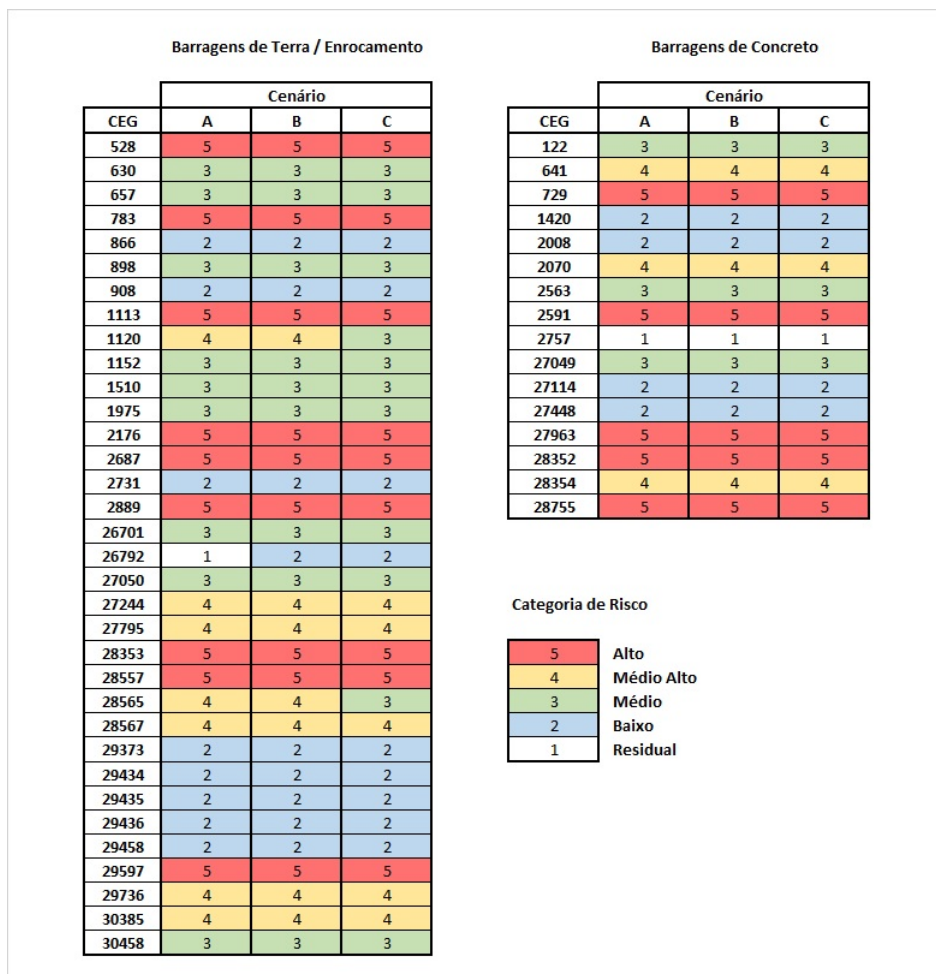 Barragens de Terra / Enrocamento
Cenário
CEG A B C
528 5 5 5
630 3 3 3
657 3 3 3
783 5 5 5
866 2 2 2
898 3 3 3
908 2 2 2
1113 5 5 5
1120 4 4 3
1152 3 3 3
1510 3 3 3
1975 3 3 3
2176 5 5 5
2687 5 5 5
2731 2 2 2
2889 5 5 5
26701 3 3 3
26792 1 2 2
27050 3 3 3
27244 4 4 4
27795 4 4 4
28353 5 5 5
28557 5 5 5
28565 4 4 3
28567 4 4 4
29373 2 2 2
29434 2 2 2
29435 2 2 2
29436 2 2 2
29458 2 2 2
29597 5 5 5
29736 4 4 4
30385 4 4 4
30458 3 3 3
Barragens de Concreto
Cenário
CEG A B C
122 3 3 3
641 4 4 4
729 5 5 5
1420 2 2 2
2008 2 2 2
2070 4 4 4
2563 3 3 3
2591 5 5 5
2757 1 1 1
27049 3 3 3
27114 2 2 2
27448 2 2 2
27963 5 5 5
28352 5 5 5
28354 4 4 4
28755 5 5 5
Categoria de Risco
5 Alto
4 Médio Alto
3 Médio
2 Baixo
1 Residual